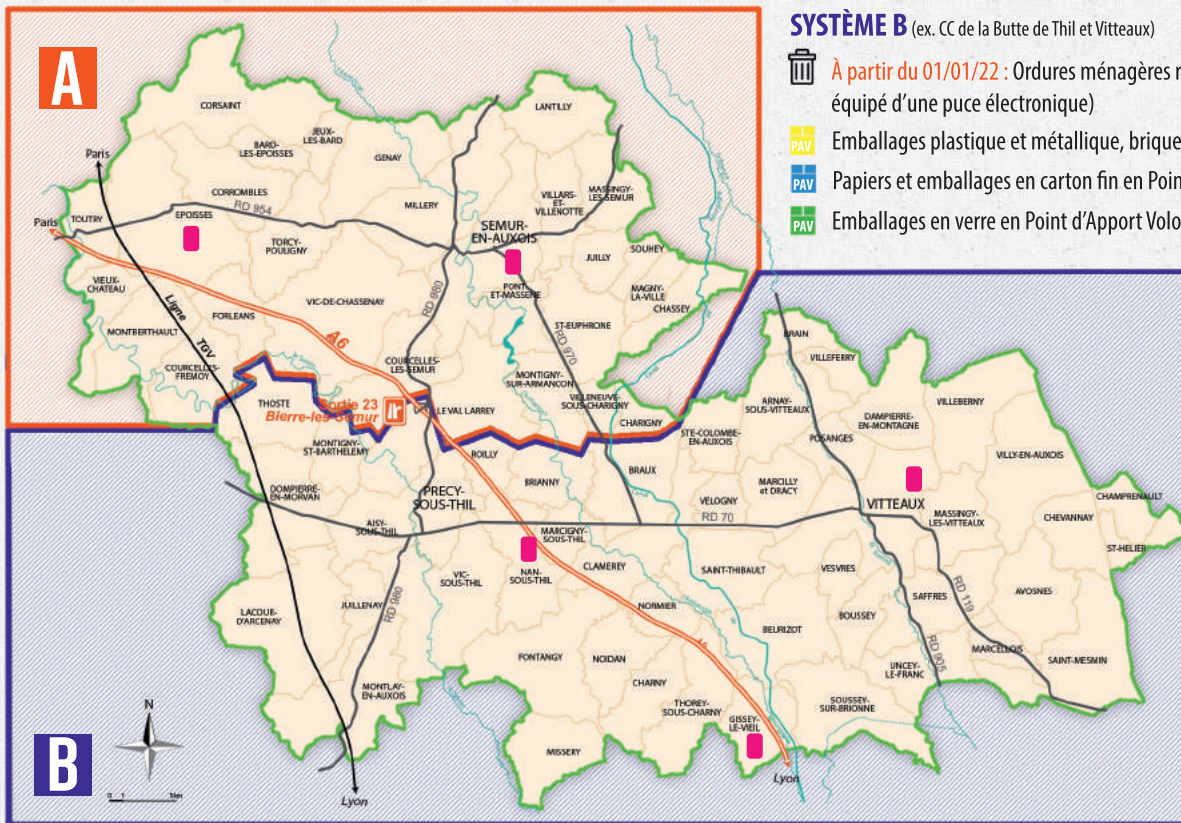 SYSTÈME B (ex. CC de la Butte de Thil et Vitteaux)
À partir du 01/01/22 : Ordures ménagères
équipé d'une puce électronique)
PAV Emballages plastique et métallique, brique
PAV Papiers et emballages en carton fin en Poin
PAV Emballages en verre en Point d'Apport Volo
A
CORSAINT
LANTILLY
JEUX-
LES-BARD
BARD-
LES-EPOISSES
GENAY
Paris
CORROMBLES
RD 954
MILLERY
VILLARS-
ET-
VILLENOTTE
MASSINGY-
LES-SEMUR
TOUTRY
Paris
EPOISSES
SEMUR-
EN-AUXOIS
TORCY-
POULIGNY
JUILLY
SOUHEY
VIEUX-
CHATEAU
PONT
ET-MASSENE
MAGNY-
LA-VILLE
CHASSEY
VIC-DE-CHASSENAY
RD 980
Ligne
TGV
FORLEANS
ST-EUPHRONE
MONTBERTHAULT
A6
RD 970
BRAIN
COURCELLES-
FREMOY
COURCELLES-
LES-SEMUR
MONTIGNY-
SUR-ARMANCON
VILLEFERRY
THOSTE
Sortie 23
Bierre-les-Semur
LE VAL LARREY
VILLENEUVE-
SOUS-CHARIGNY
CHARIGNY
ARNAY-
SOUS-VITTEAUX
VILLEBERNY
DAMPIERRE-
EN-MONTAGNE
STE-COLOMBE-
EN-AUXOIS
POSANGES
MONTIGNY-
ST-BARTHELEMY
ROILLY
VILLY-EN-AUXOIS
BRAUX
BRIANNY
MARCILLY
et DRACY
DOMPIERRE-
EN-MORVAN
PRECY-
SOUS-THIL
VELOGNY
VITTEAUX
CHAMPRENAULT
MASSINGY-
LES-VITTEAUX
CHEVANNAY
RD 70
AISY-
SOUS-THIL
MARCIGNY-
SOUS-THIL
ST-HELIER
CLAMEREY
SAINT-THIBAULT
VESVRES
VIC-
SOUS-THIL
NAN-
SOUS-THIL
RD 119
AVOSNES
SAFFRES
LACOUR-
D'ARCENAY
JUILLENAY
RD 980
NORMIER
BOUSSEY
BEURIZOT
A6
RD 905
MARCELLOIS
FONTANGY
NOIDAN
SAINT-MESMIN
UNCEY-
LE-FRANC
CHARNY
MONTLAY-
EN-AUXOIS
THOREY-
SOUS-CHARNY
SOUSSEY-
SUR-BRIONNE
GISSEY-
LE-VIEIL
N
MISSERY
B
Lyon
0 1 5km
Lyon